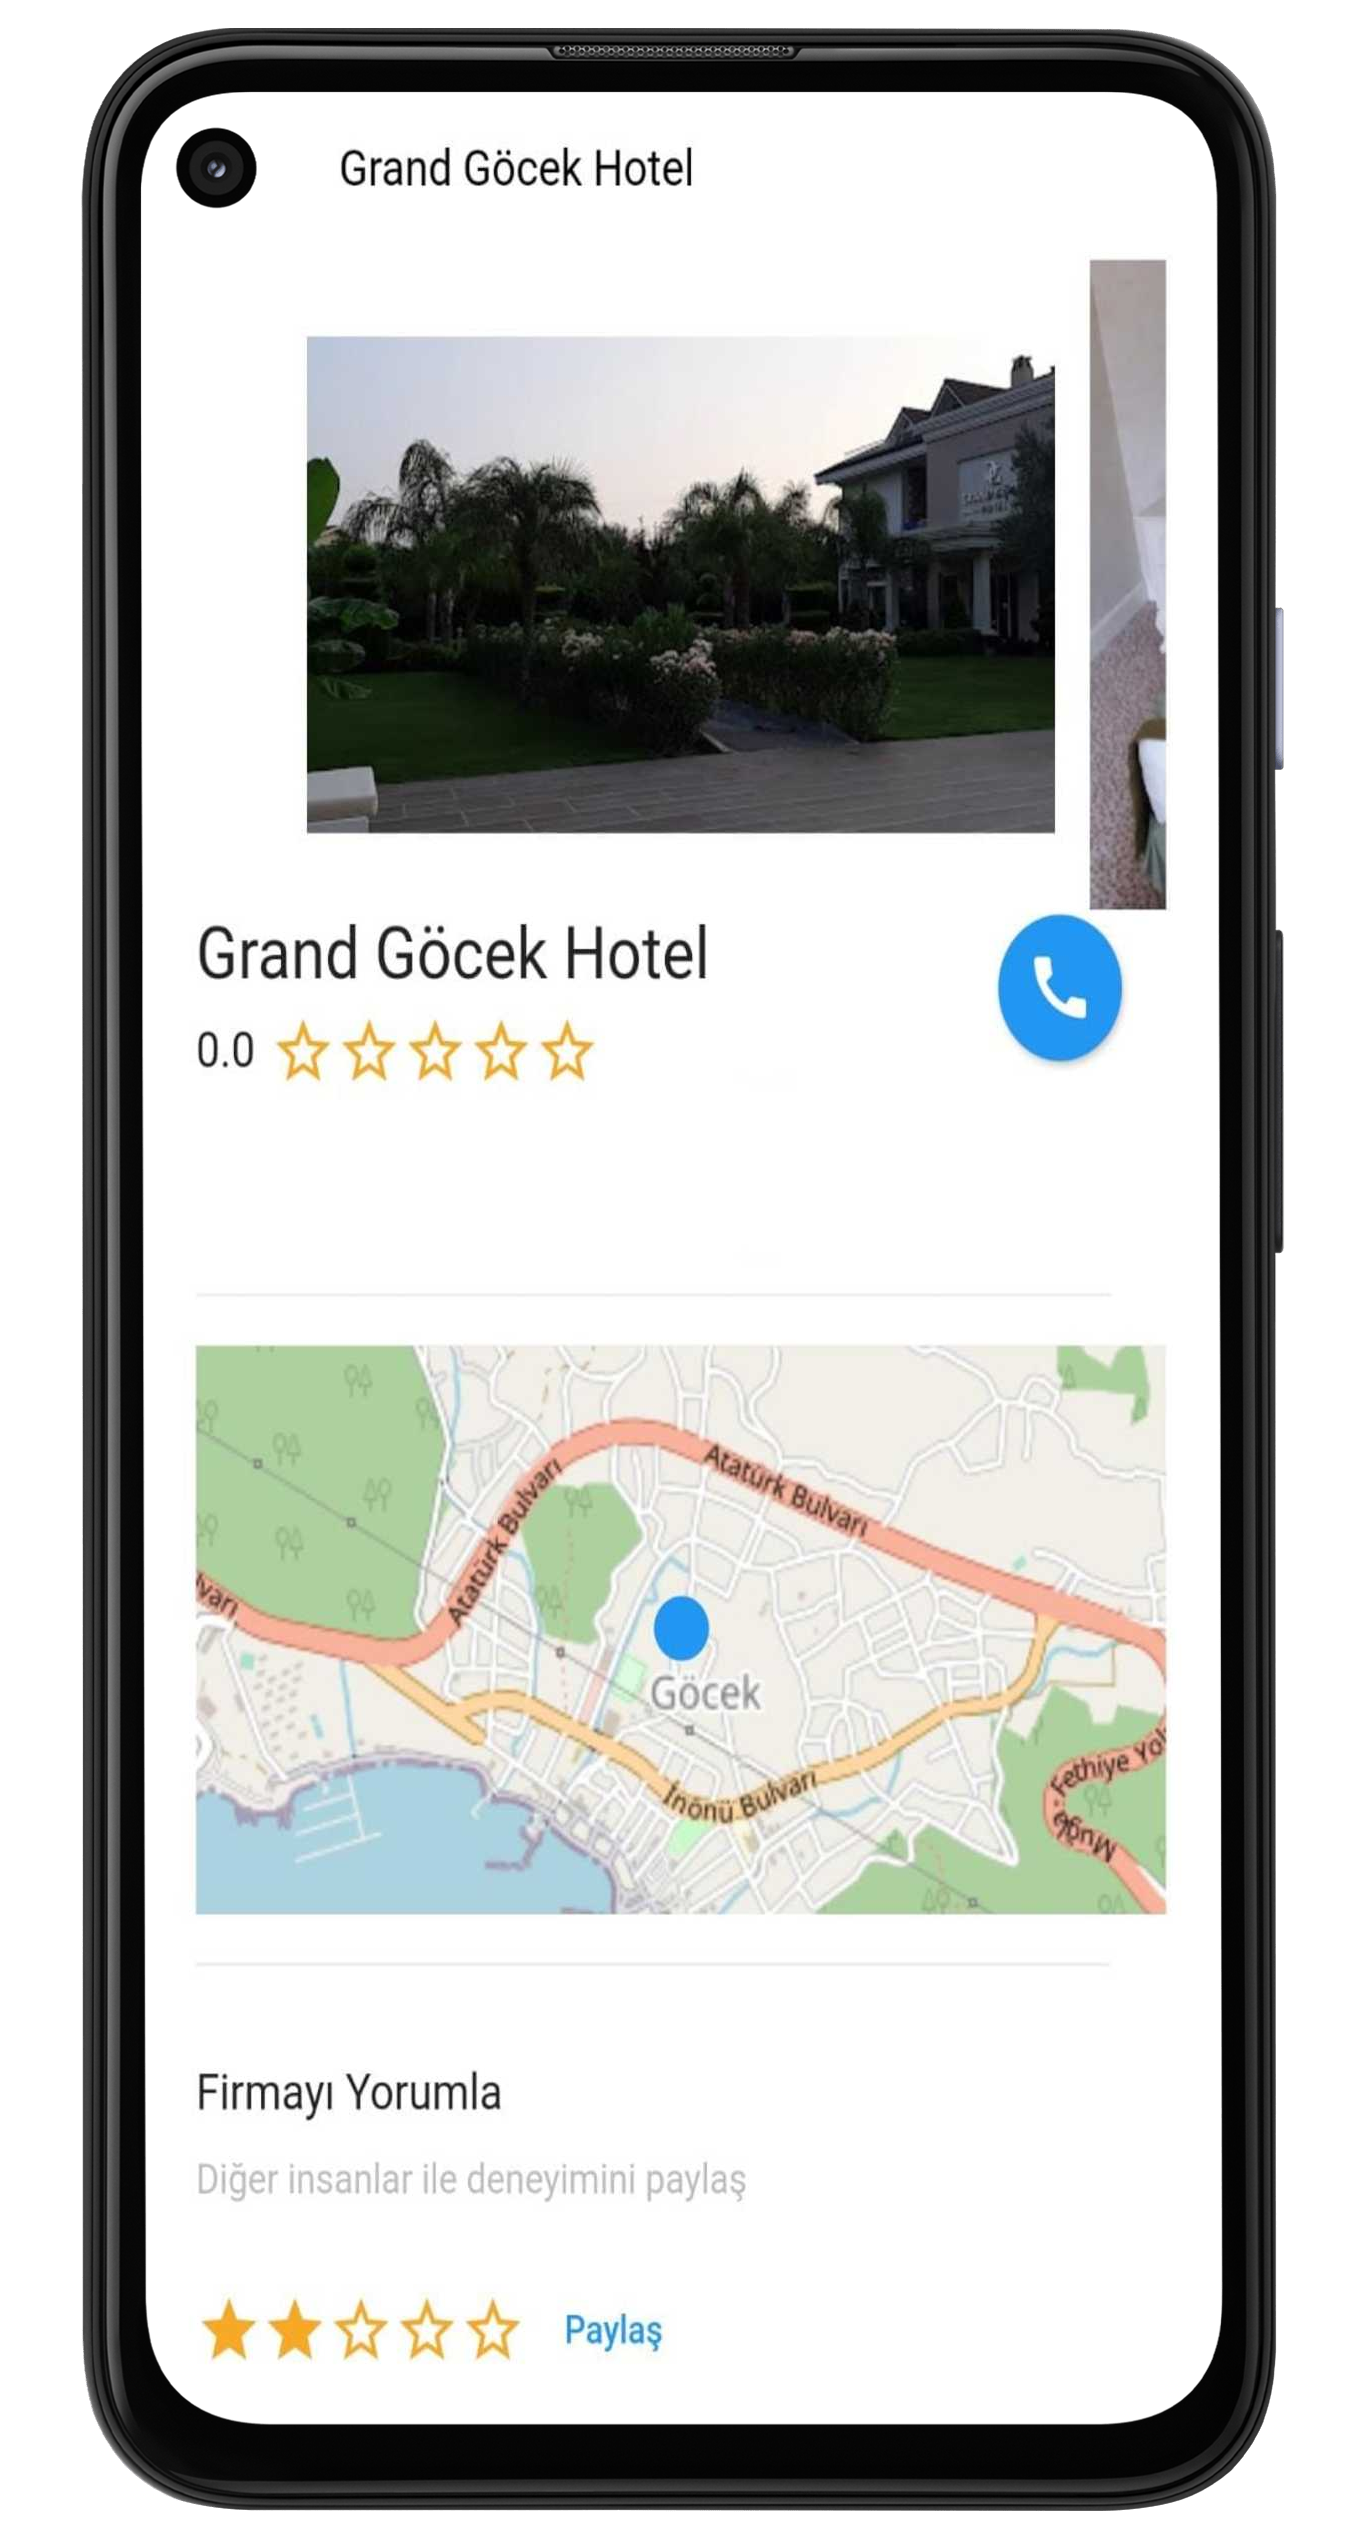 Grand Göcek Hotel
Grand Göcek Hotel
0.0
Atatürk Bulvarı
Atatürk Bulvarı
lvarı
Göcek
İnönü Bulvarı
Fethiye Yol
Muğla
Firmayı Yorumla
Diğer insanlar ile deneyimini paylaş
Paylaş